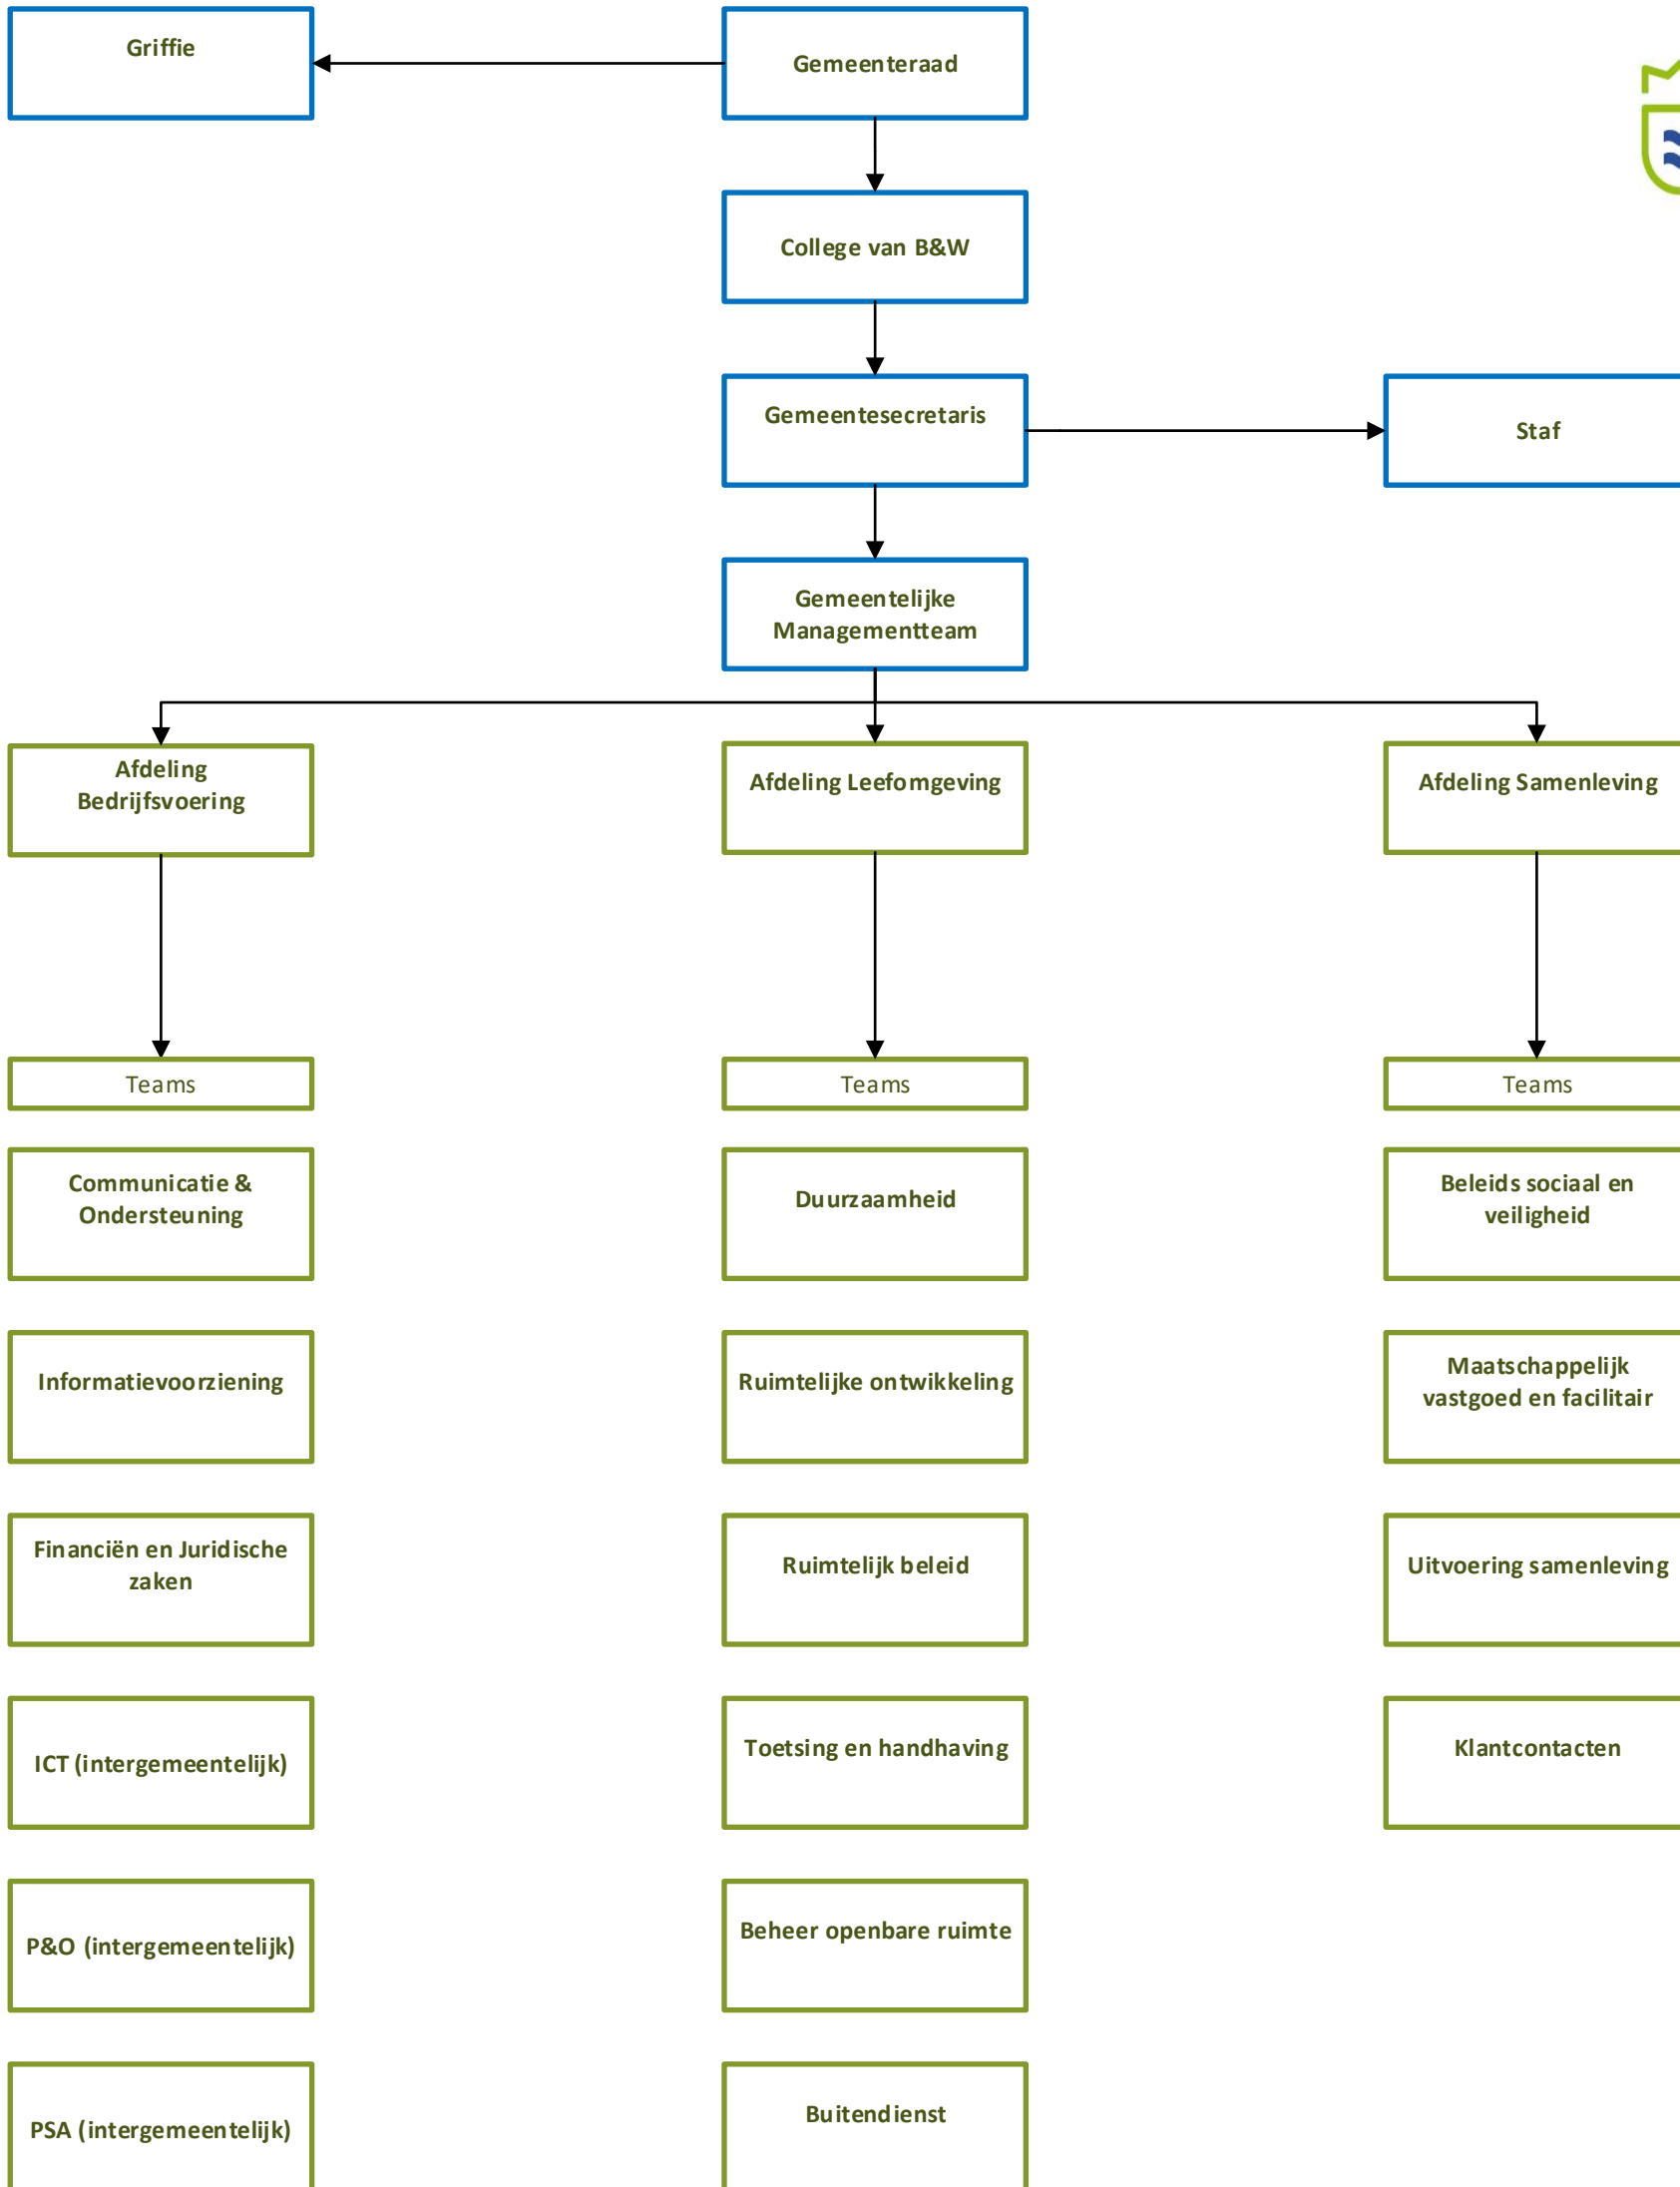 Griffie
Gemeenteraad
College van B&W
Gemeentesecretaris
Staf
Gemeentelijke
Managementteam
Afdeling
Bedrijfsvoering
Afdeling Leefomgeving
Afdeling Samenleving
Teams
Teams
Teams
Communicatie &
Ondersteuning
Duurzaamheid
Beleids sociaal en
veiligheid
Informatievoorziening
Ruimtelijke ontwikkeling
Maatschappelijk
vastgoed en facilitair
Financiën en Juridische
zaken
Ruimtelijk beleid
Uitvoering samenleving
ICT (intergemeentelijk)
Toetsing en handhaving
Klantcontacten
P&O (intergemeentelijk)
Beheer openbare ruimte
PSA (intergemeentelijk)
Buitendienst